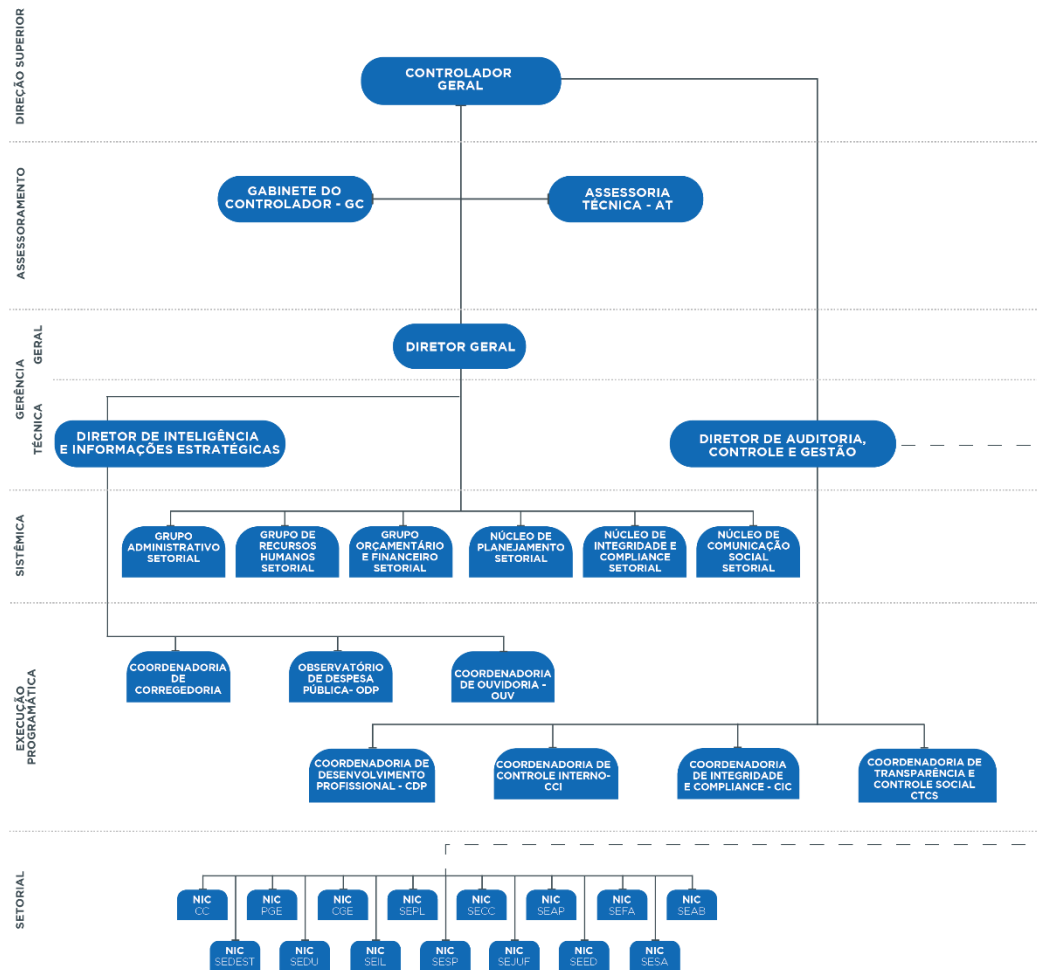 DIREÇÃO SUPERIOR
CONTROLADOR
GERAL
ASSESSORAMENTO
GABINETE DO
CONTROLADOR - GC
ASSESSORIA
TÉCNICA - AT
GERÊNCIA
GERAL
DIRETOR GERAL
TÉCNICA
DIRETOR DE INTELIGÊNCIA
E INFORMAÇÕES ESTRATÉGICAS
DIRETOR DE AUDITORIA,
CONTROLE E GESTÃO
SISTÊMICA
GRUPO
ADMINISTRATIVO
SETORIAL
GRUPO DE
RECURSOS
HUMANOS
SETORIAL
GRUPO
ORÇAMENTÁRIO
E FINANCEIRO
SETORIAL
NÚCLEO DE
PLANEJAMENTO
SETORIAL
NÚCLEO DE
INTEGRIDADE E
COMPLIANCE
SETORIAL
NÚCLEO DE
COMUNICAÇÃO
SOCIAL
SETORIAL
EXECUÇÃO
PROGRAMÁTICA
COORDENADORIA
DE
CORREGEDORIA
OBSERVATÓRIO
DE DESPESA
PÚBLICA- ODP
COORDENADORIA
DE OUVIDORIA -
OUV
COORDENADORIA DE
DESENVOLVIMENTO
PROFISSIONAL - CDP
COORDENADORIA DE
CONTROLE INTERNO-
CCI
COORDENADORIA
DE INTEGRIDADE
E COMPLIANCE - CIC
COORDENADORIA DE
TRANSPARÊNCIA E
CONTROLE SOCIAL
CTCS
SETORIAL
NIC
CC
NIC
PGE
NIC
CGE
NIC
SEPL
NIC
SECC
NIC
SEAP
NIC
SEFA
NIC
SEAB
NIC
SEDEST
NIC
SEDU
NIC
SEIL
NIC
SESP
NIC
SEJUF
NIC
SEED
NIC
SESA